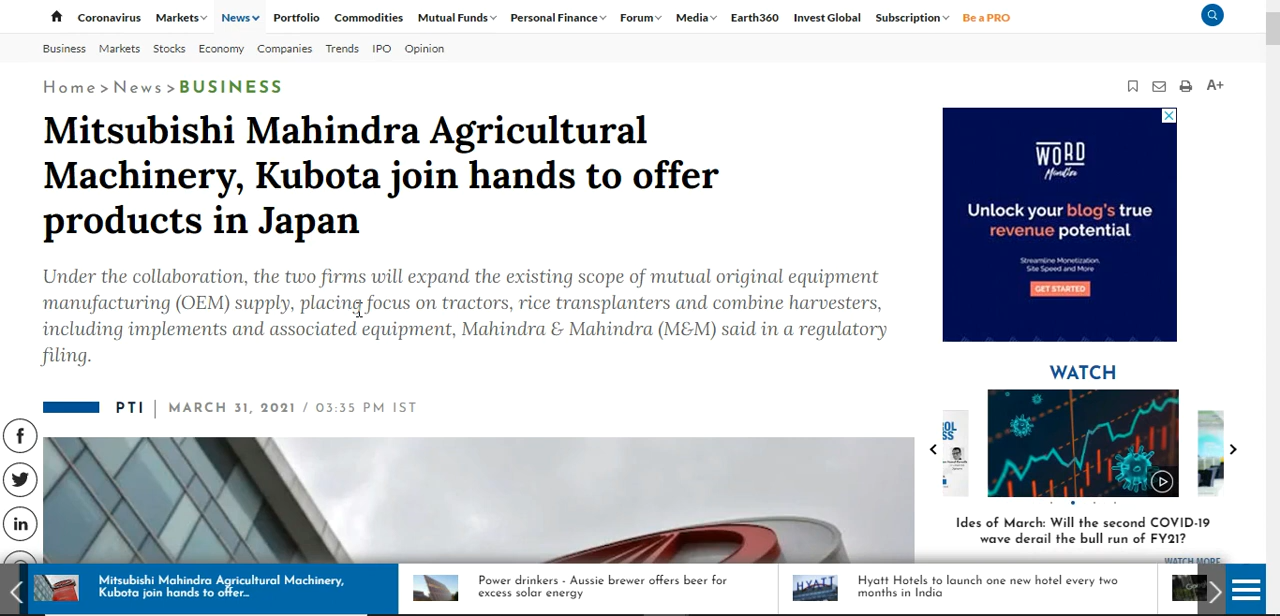 Coronavirus Markets News Portfolio Commodities Mutual Funds Personal Finance Forum Media Earth360 Invest Global Subscription Be a PRO
Business Markets Stocks Economy Companies Trends IPO Opinion
Home > News > BUSINESS
A+
Mitsubishi Mahindra Agricultural
Machinery, Kubota join hands to offer
products in Japan
Under the collaboration, the two firms will expand the existing scope of mutual original equipment
manufacturing (OEM) supply, placing focus on tractors, rice transplanters and combine harvesters,
including implements and associated equipment, Mahindra & Mahindra (M&M) said in a regulatory
filing.
PTI | MARCH 31, 2021 / 03:35 PM IST
WORD
Monetize
Unlock your blog's true
revenue potential
Streamline Monetization,
Site Speed and More
GET STARTED
WATCH
Ides of March: Will the second COVID-19
wave derail the bull run of FY21?
WATCH MORE
Mitsubishi Mahindra Agricultural Machinery,
Kubota join hands to offer...
Power drinkers - Aussie brewer offers beer for
excess solar energy
HYATT
Hyatt Hotels to launch one new hotel every two
months in India